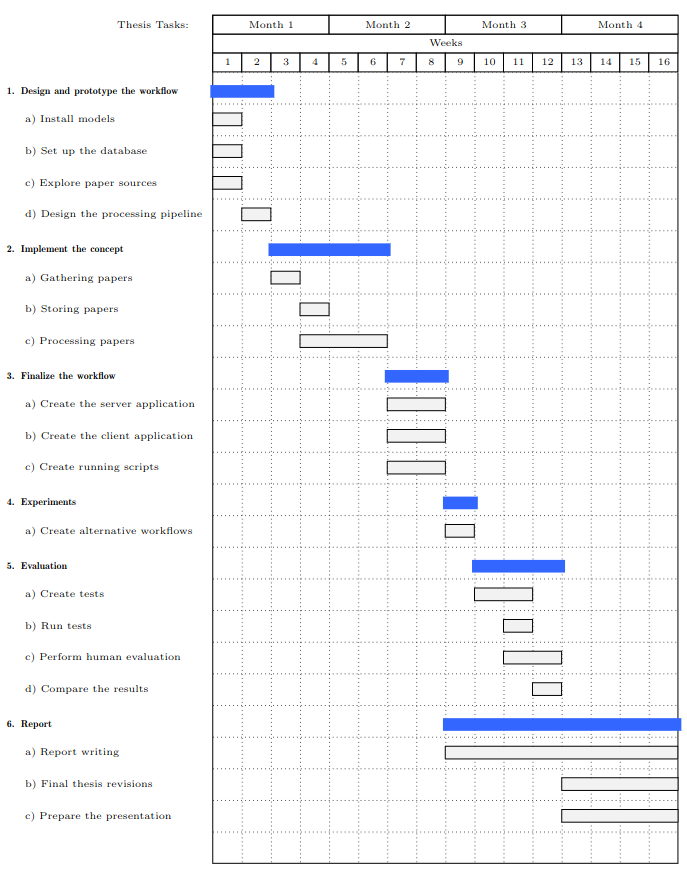 Thesis Tasks: Month 1 Month 2 Month 3 Month 4
Weeks
1 2 3 4 5 6 7 8 9 10 11 12 13 14 15 16
1. Design and prototype the workflow
a) Install models
b) Set up the database
c) Explore paper sources
d) Design the processing pipeline
2. Implement the concept
a) Gathering papers
b) Storing papers
c) Processing papers
3. Finalize the workflow
a) Create the server application
b) Create the client application
c) Create running scripts
4. Experiments
a) Create alternative workflows
5. Evaluation
a) Create tests
b) Run tests
c) Perform human evaluation
d) Compare the results
6. Report
a) Report writing
b) Final thesis revisions
c) Prepare the presentation